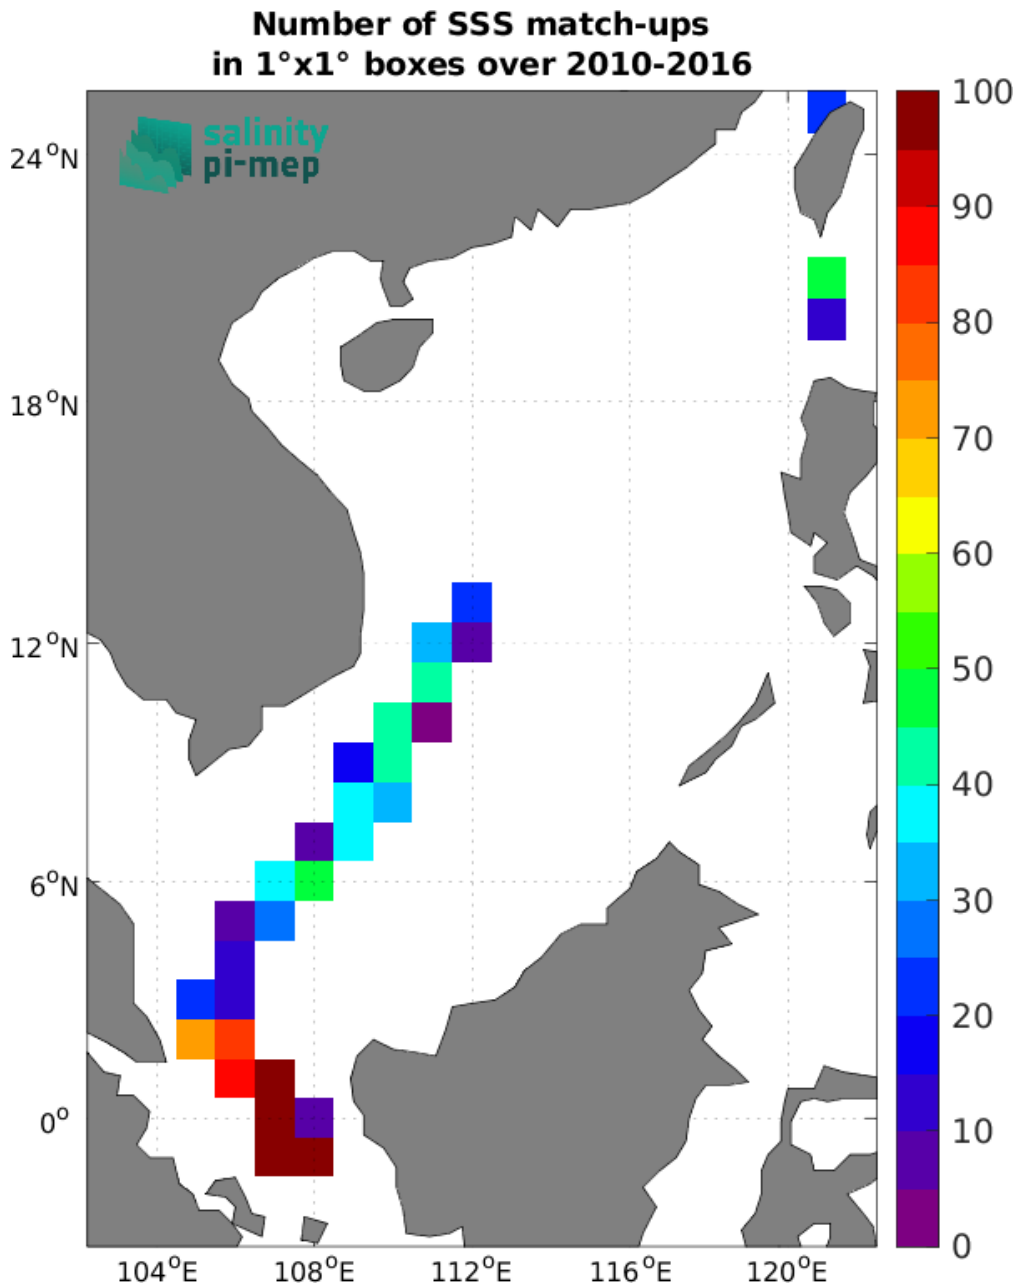 Number of SSS match-ups
in 1°x1° boxes over 2010-2016
salinity
pi-mep
24°N
18°N
12°N
6°N
0°
104°E 108°E 112°E 116°E 120°E
100
90
80
70
60
50
40
30
20
10
0